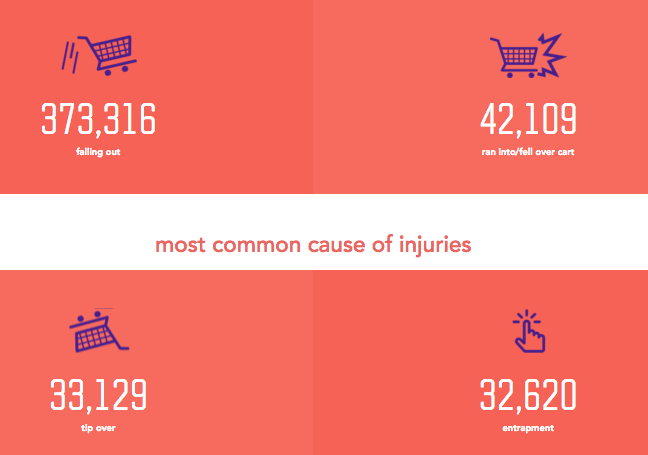 373,316
falling out
42,109
ran into/fell over cart
most common cause of injuries
33,129
tip over
32,620
entrapment